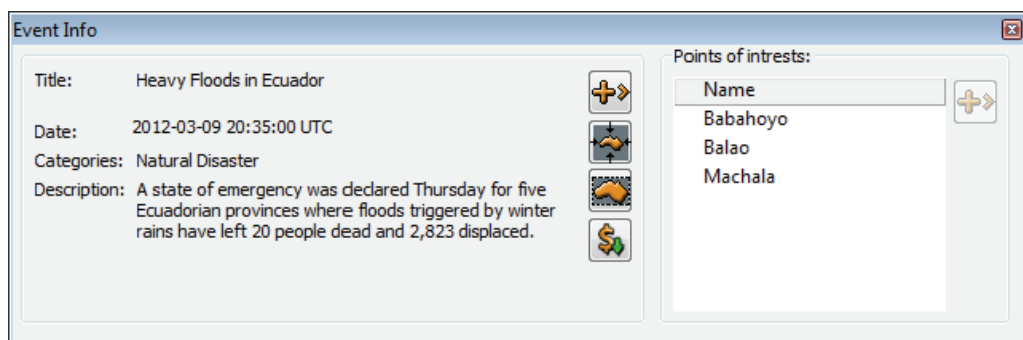 Event Info
Title: Heavy Floods in Ecuador
Date: 2012-03-09 20:35:00 UTC
Categories: Natural Disaster
Description: A state of emergency was declared Thursday for five
Ecuadorian provinces where floods triggered by winter
rains have left 20 people dead and 2,823 displaced.
Points of intrests:
Name
Babahoyo
Balao
Machala